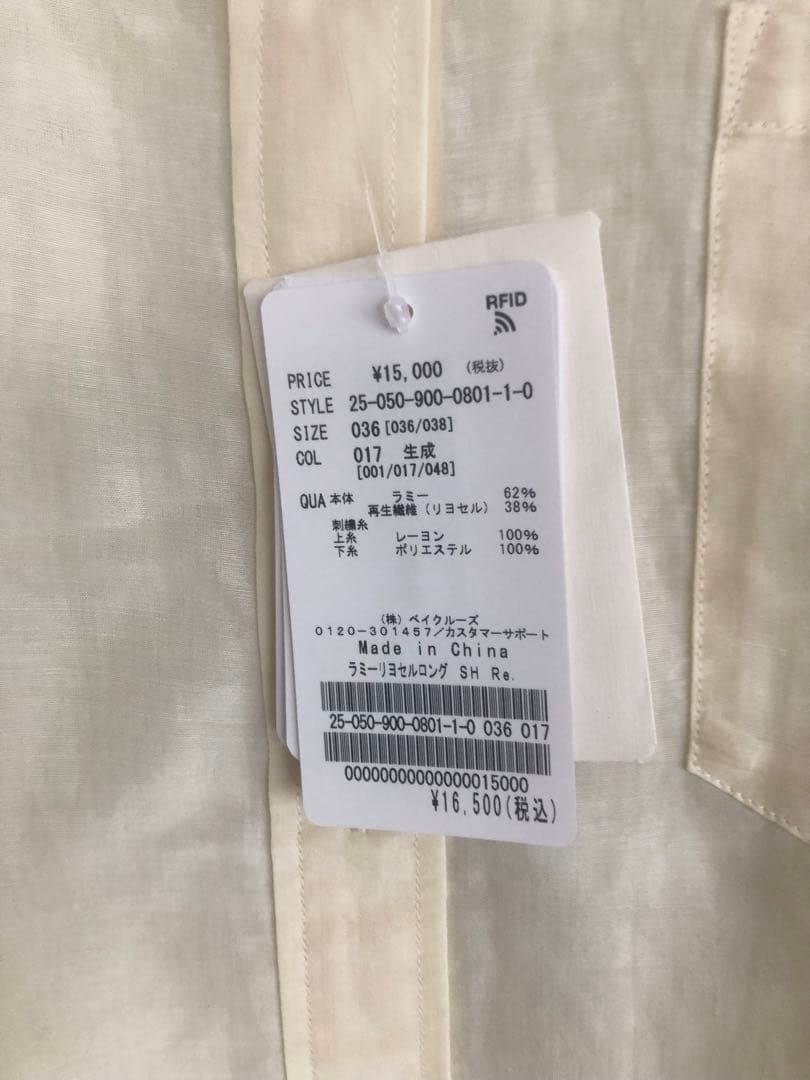 RFID
PRICE ¥15,000 (税抜)
STYLE 25-050-900-0801-1-0
SIZE 036[036/038]
COL 017 生成
[001/017/048]
QUA 本体 ラミー 62%
再生繊維(リヨセル) 38%
刺繍糸
上糸 レーヨン 100%
下糸 ポリエステル 100%
(株)ベイクルーズ
0120-301457/カスタマーサポート
Made in China
ラミーリヨセルロング SH Re.
25-050-900-0801-1-0 036 017
00000000000000015000
¥16,500(税込)